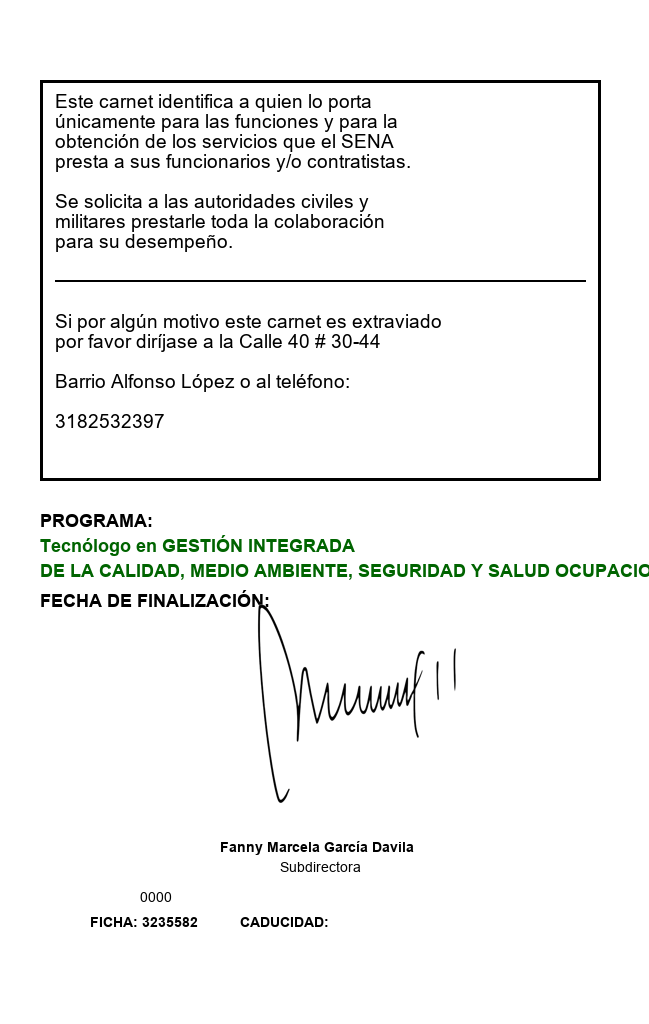 Este carnet identifica a quien lo porta
únicamente para las funciones y para la
obtención de los servicios que el SENA
presta a sus funcionarios y/o contratistas.
Se solicita a las autoridades civiles y
militares prestarle toda la colaboración
para su desempeño.
Si por algún motivo este carnet es extraviado
por favor diríjase a la Calle 40 # 30-44
Barrio Alfonso López o al teléfono:
3182532397
PROGRAMA:
Tecnólogo en GESTIÓN INTEGRADA
DE LA CALIDAD, MEDIO AMBIENTE, SEGURIDAD Y SALUD OCUPACIO
FECHA DE FINALIZACIÓN:
Fanny Marcela García Davila
Subdirectora
0000
FICHA: 3235582 CADUCIDAD: